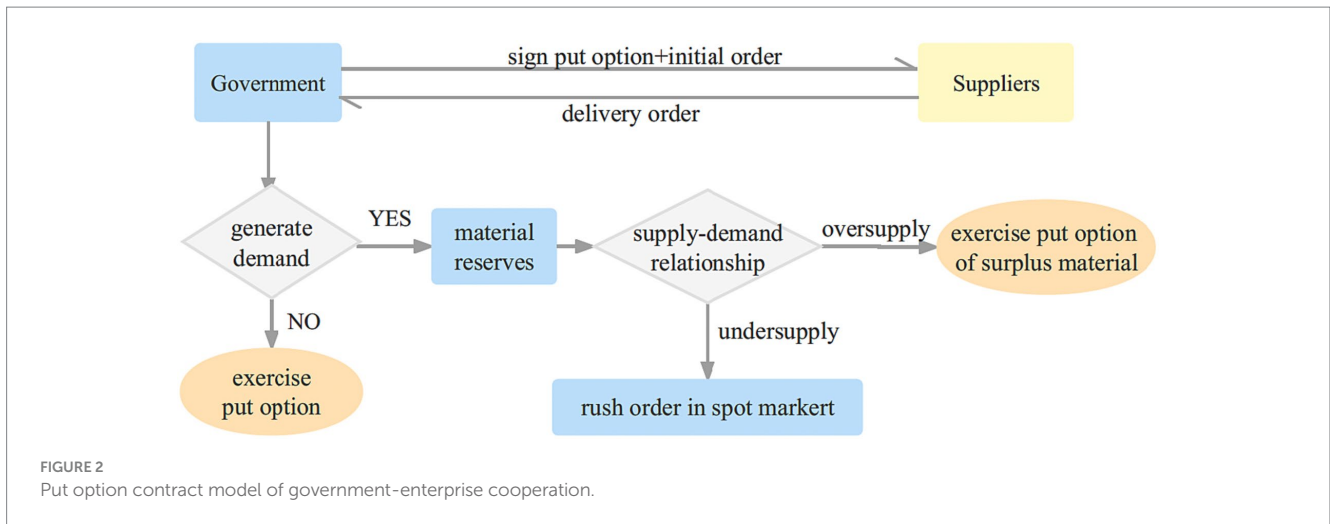 sign put option+initial order
Government
Suppliers
delivery order
generate
demand
YES
material
reserves
supply-demand
relationship
oversupply
exercise put option
of surplus material
NO
undersupply
exercise
put option
rush order in spot markert
FIGURE 2
Put option contract model of government-enterprise cooperation.